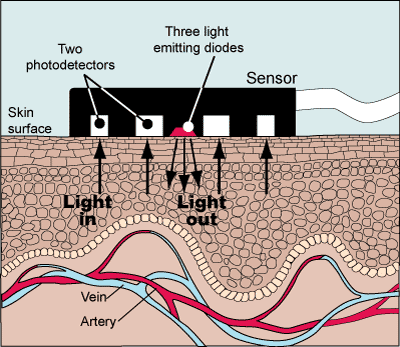 Three light
emitting diodes
Two
photodetectors
Sensor
Skin
surface
Light
in
Light
out
Vein
Artery